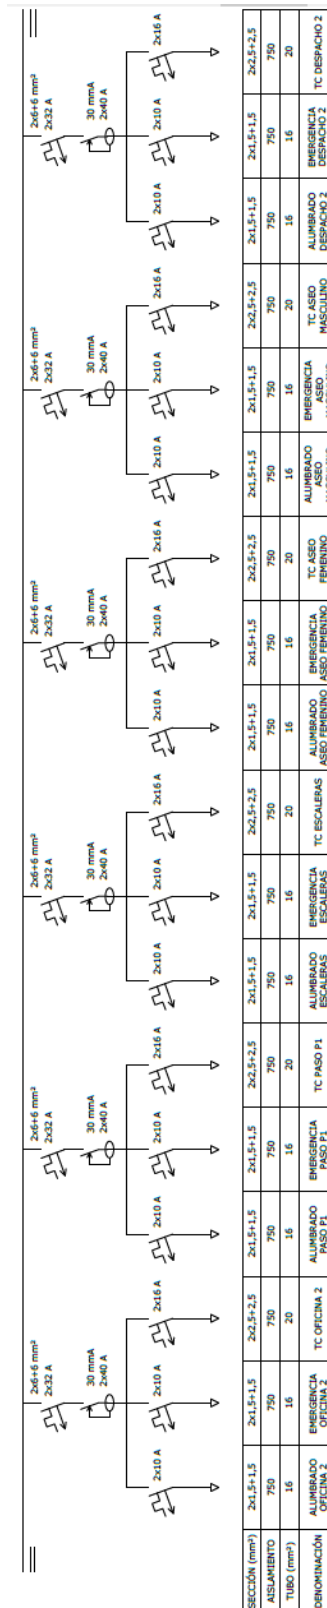 2x6+6 mm²
2x32 A
30 mmA
2x40 A
2x10 A
2x10 A
2x16 A
2x6+6 mm²
2x32 A
30 mmA
2x40 A
2x10 A
2x10 A
2x16 A
2x6+6 mm²
2x32 A
30 mmA
2x40 A
2x10 A
2x10 A
2x16 A
2x6+6 mm²
2x32 A
30 mmA
2x40 A
2x10 A
2x10 A
2x16 A
2x6+6 mm²
2x32 A
30 mmA
2x40 A
2x10 A
2x10 A
2x16 A
2x6+6 mm²
2x32 A
30 mmA
2x40 A
2x10 A
2x10 A
2x16 A
SECCIÓN (mm²) 2x1,5+1,5 2x1,5+1,5 2x2,5+2,5 2x1,5+1,5 2x1,5+1,5 2x2,5+2,5 2x1,5+1,5 2x1,5+1,5 2x2,5+2,5 2x1,5+1,5 2x1,5+1,5 2x2,5+2,5 2x1,5+1,5 2x1,5+1,5 2x2,5+2,5 2x1,5+1,5 2x1,5+1,5 2x2,5+2,5
AISLAMIENTO 750 750 750 750 750 750 750 750 750 750 750 750 750 750 750 750 750 750
TUBO (mm²) 16 16 20 16 16 20 16 16 20 16 16 20 16 16 20 16 16 20
DENOMINACIÓN
ALUMBRADO
OFICINA 2
EMERGENCIA
OFICINA 2
TC OFICINA 2
ALUMBRADO
PASO P1
EMERGENCIA
PASO P1
TC PASO P1
ALUMBRADO
ESCALERAS
EMERGENCIA
ESCALERAS
TC ESCALERAS
ALUMBRADO
ASEO FEMENINO
EMERGENCIA
ASEO FEMENINO
TC ASEO
FEMENINO
ALUMBRADO
ASEO
EMERGENCIA
ASEO
TC ASEO
MASCULINO
ALUMBRADO
DESPACHO 2
EMERGENCIA
DESPACHO 2
TC DESPACHO 2